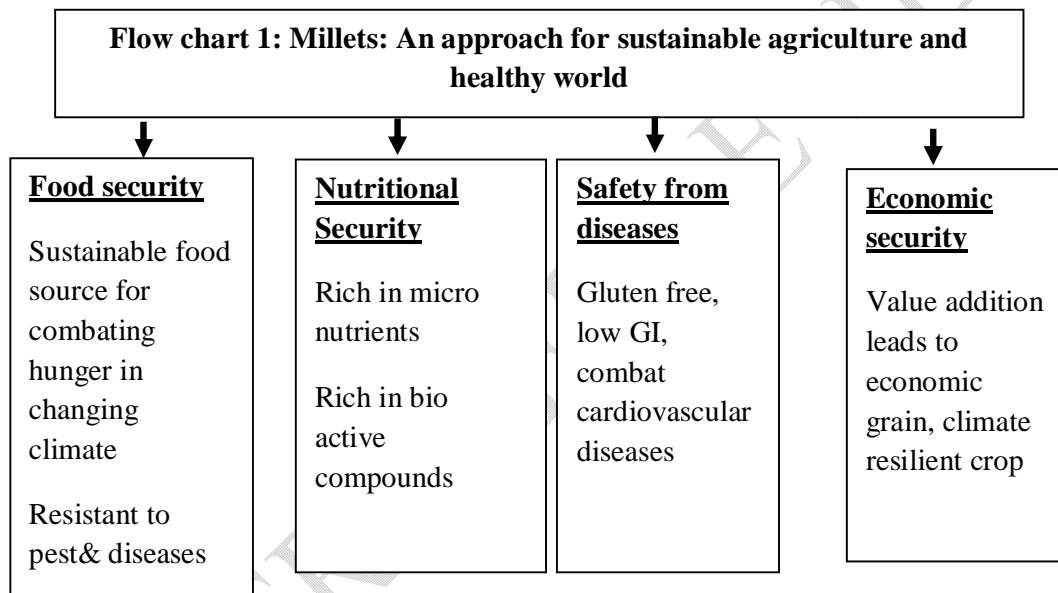 Flow chart 1: Millets: An approach for sustainable agriculture and
healthy world
Food security
Sustainable food
source for
combating
hunger in
changing
climate
Resistant to
pest& diseases
Nutritional
Security
Rich in micro
nutrients
Rich in bio
active
compounds
Safety from
diseases
Gluten free,
low GI,
combat
cardiovascular
diseases
Economic
security
Value addition
leads to
economic
grain, climate
resilient crop